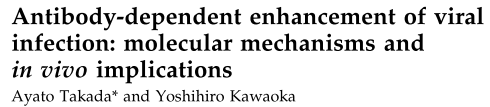 Antibody-dependent enhancement of viral
infection: molecular mechanisms and
in vivo implications
Ayato Takada* and Yoshihiro Kawaoka